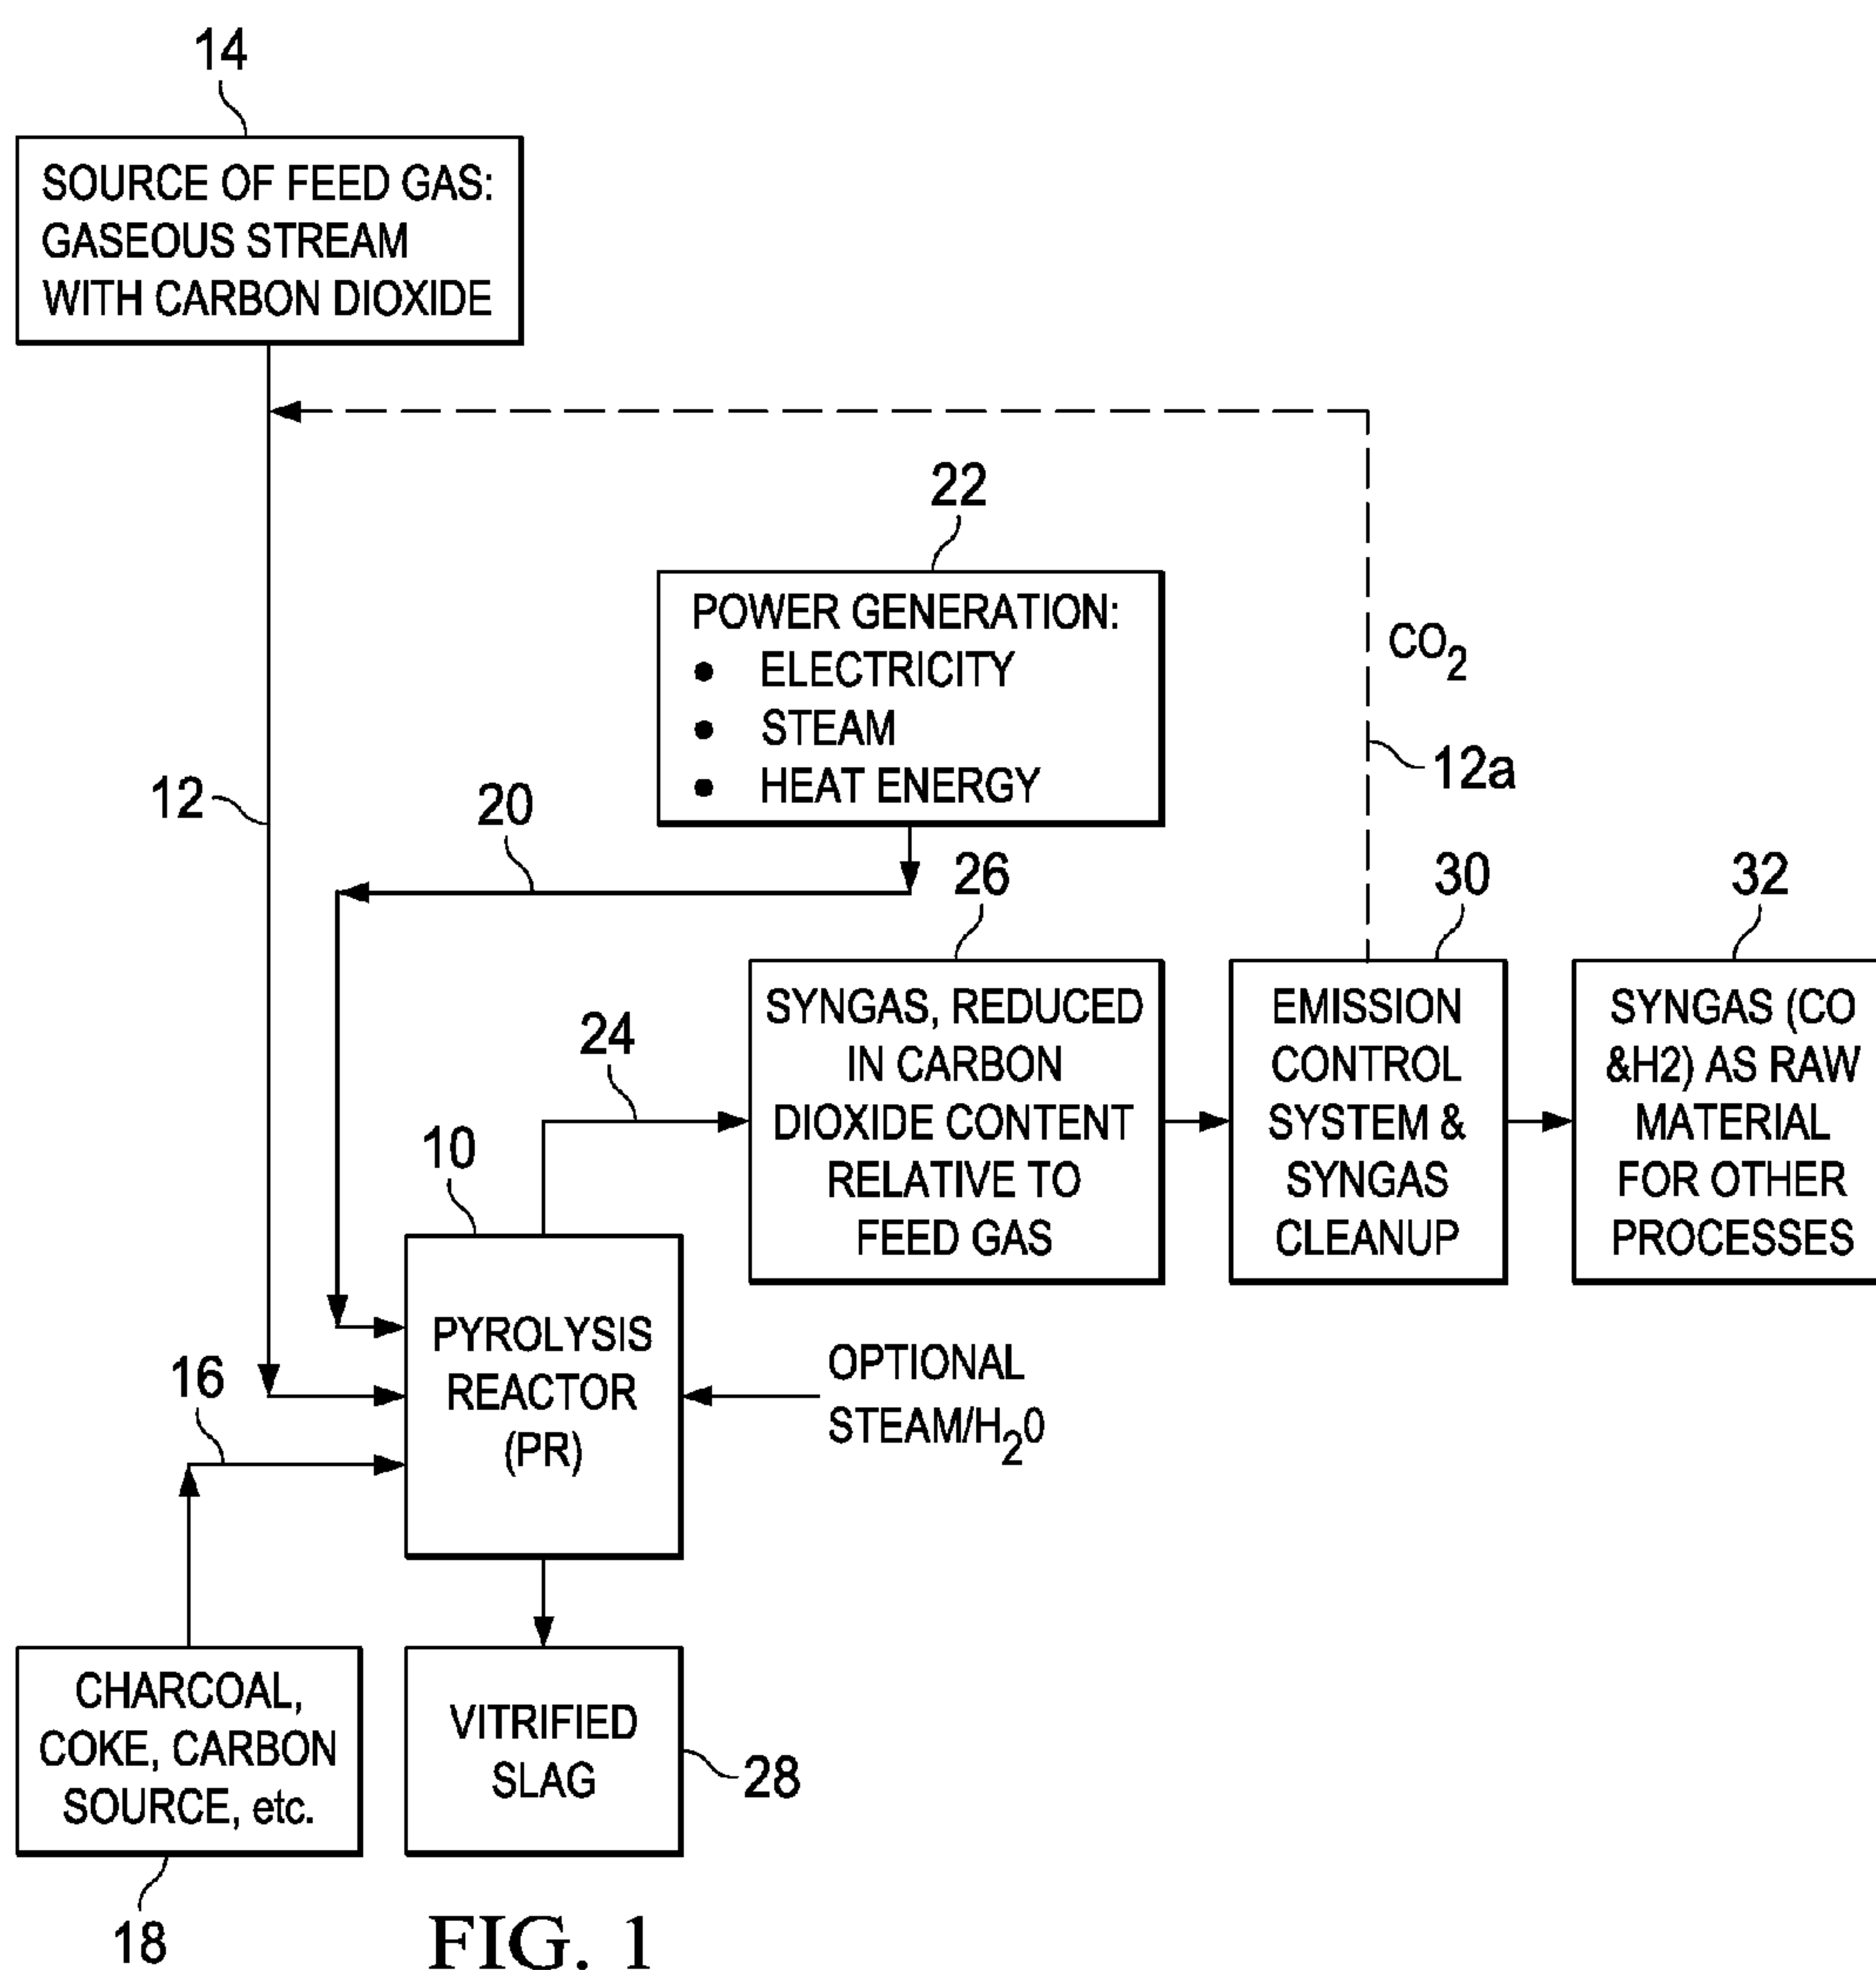 14
SOURCE OF FEED GAS:
GASEOUS STREAM
WITH CARBON DIOXIDE
22
POWER GENERATION:
• ELECTRICITY
• STEAM
• HEAT ENERGY
CO2
12a
12
20
26
30
32
SYNGAS, REDUCED
IN CARBON
DIOXIDE CONTENT
RELATIVE TO
FEED GAS
EMISSION
CONTROL
SYSTEM &
SYNGAS
CLEANUP
SYNGAS (CO
&H2) AS RAW
MATERIAL
FOR OTHER
PROCESSES
24
10
PYROLYSIS
REACTOR
(PR)
OPTIONAL
STEAM/H20
16
CHARCOAL,
COKE, CARBON
SOURCE, etc.
VITRIFIED
SLAG
28
18
FIG. 1